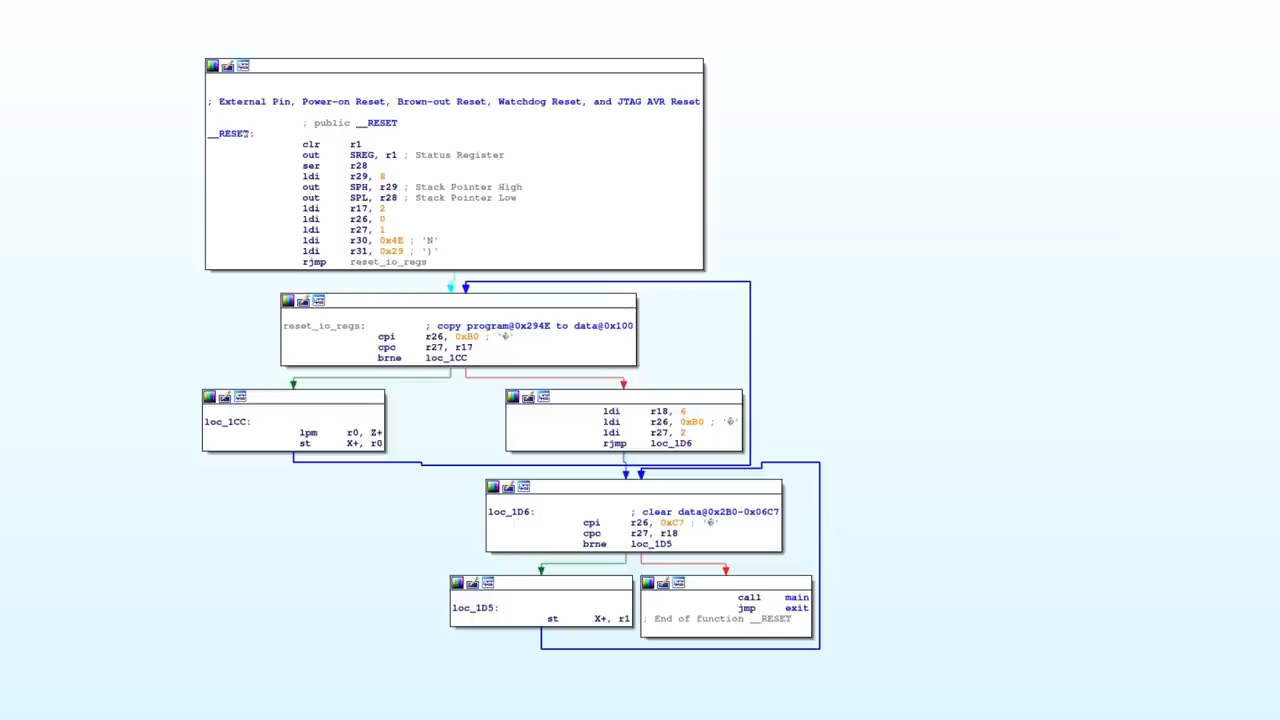 ; External Pin, Power-on Reset, Brown-out Reset, Watchdog Reset, and JTAG AVR Reset
; public __RESET
__RESET:
clr r1
out SREG, r1 ; Status Register
ser r28
ldi r29, 8
out SPH, r29 ; Stack Pointer High
out SPL, r28 ; Stack Pointer Low
ldi r17, 2
ldi r26, 0
ldi r27, 1
ldi r30, 0x4E ; 'N'
ldi r31, 0x29 ; ')'
rjmp reset_io_regs
reset_io_regs: ; copy program@0x294E to data@0x100
cpi r26, 0xB0 ; '�'
cpc r27, r17
brne loc_1CC
loc_1CC:
lpm r0, Z+
st X+, r0
ldi r18, 6
ldi r26, 0xB0 ; '�'
ldi r27, 2
rjmp loc_1D6
loc_1D6: ; clear data@0x2B0-0x06C7
cpi r26, 0xC7 ; '�'
cpc r27, r18
brne loc_1D5
loc_1D5:
st X+, r1
call main
jmp exit
; End of function __RESET